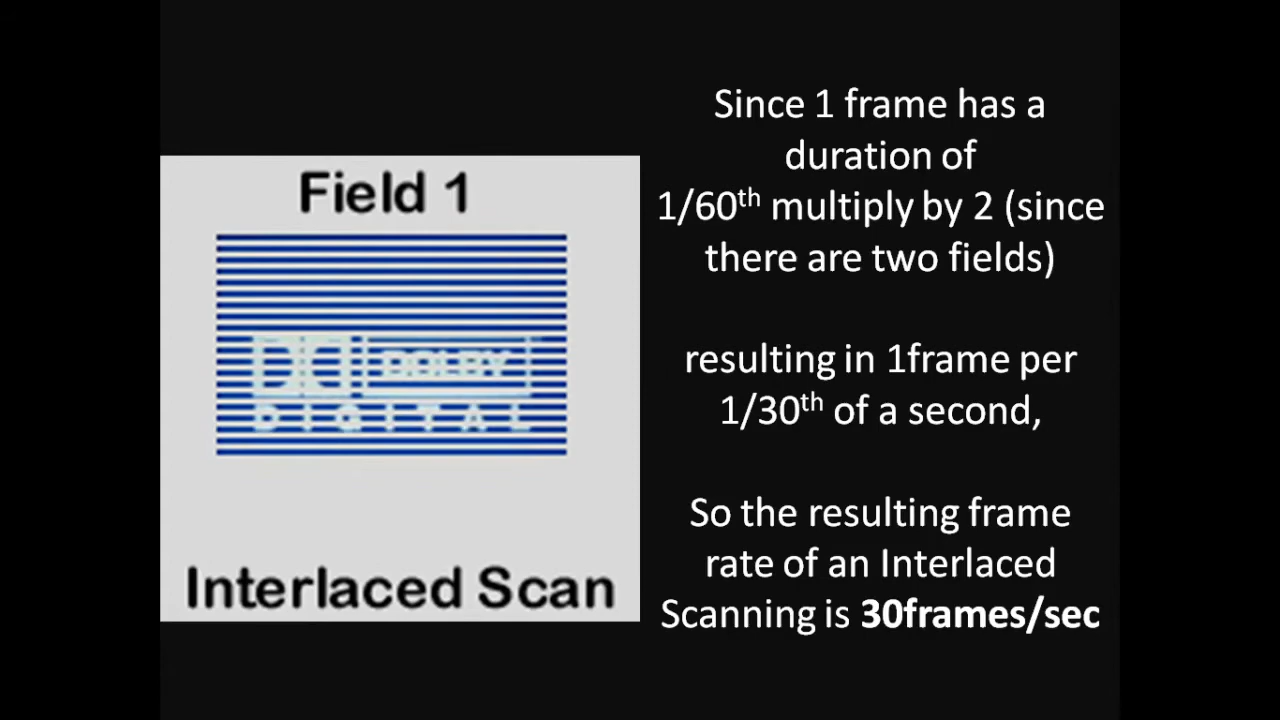 Field 1
DOLBY
DIGITAL
Interlaced Scan
Since 1 frame has a
duration of
1/60th multiply by 2 (since
there are two fields)
resulting in 1frame per
1/30th of a second,
So the resulting frame
rate of an Interlaced
Scanning is 30frames/sec